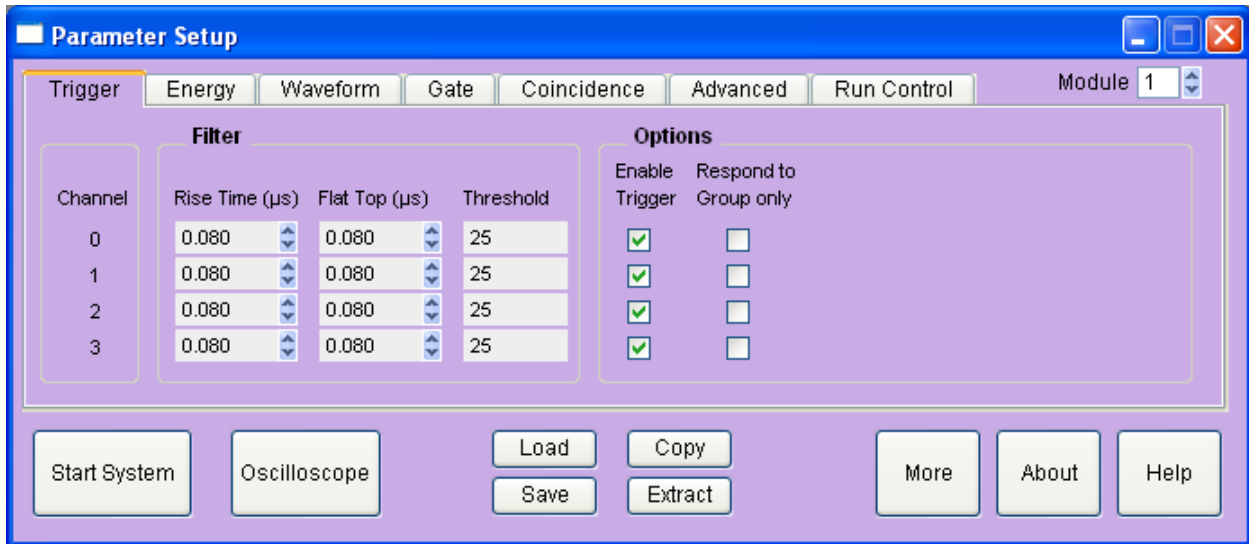 Parameter Setup
Trigger Energy Waveform Gate Coincidence Advanced Run Control Module 1
Filter Options
Enable Respond to
Channel Rise Time (µs) Flat Top (µs) Threshold Trigger Group only
0 0.080 0.080 25
1 0.080 0.080 25
2 0.080 0.080 25
3 0.080 0.080 25
Start System Oscilloscope Load Copy More About Help
Save Extract